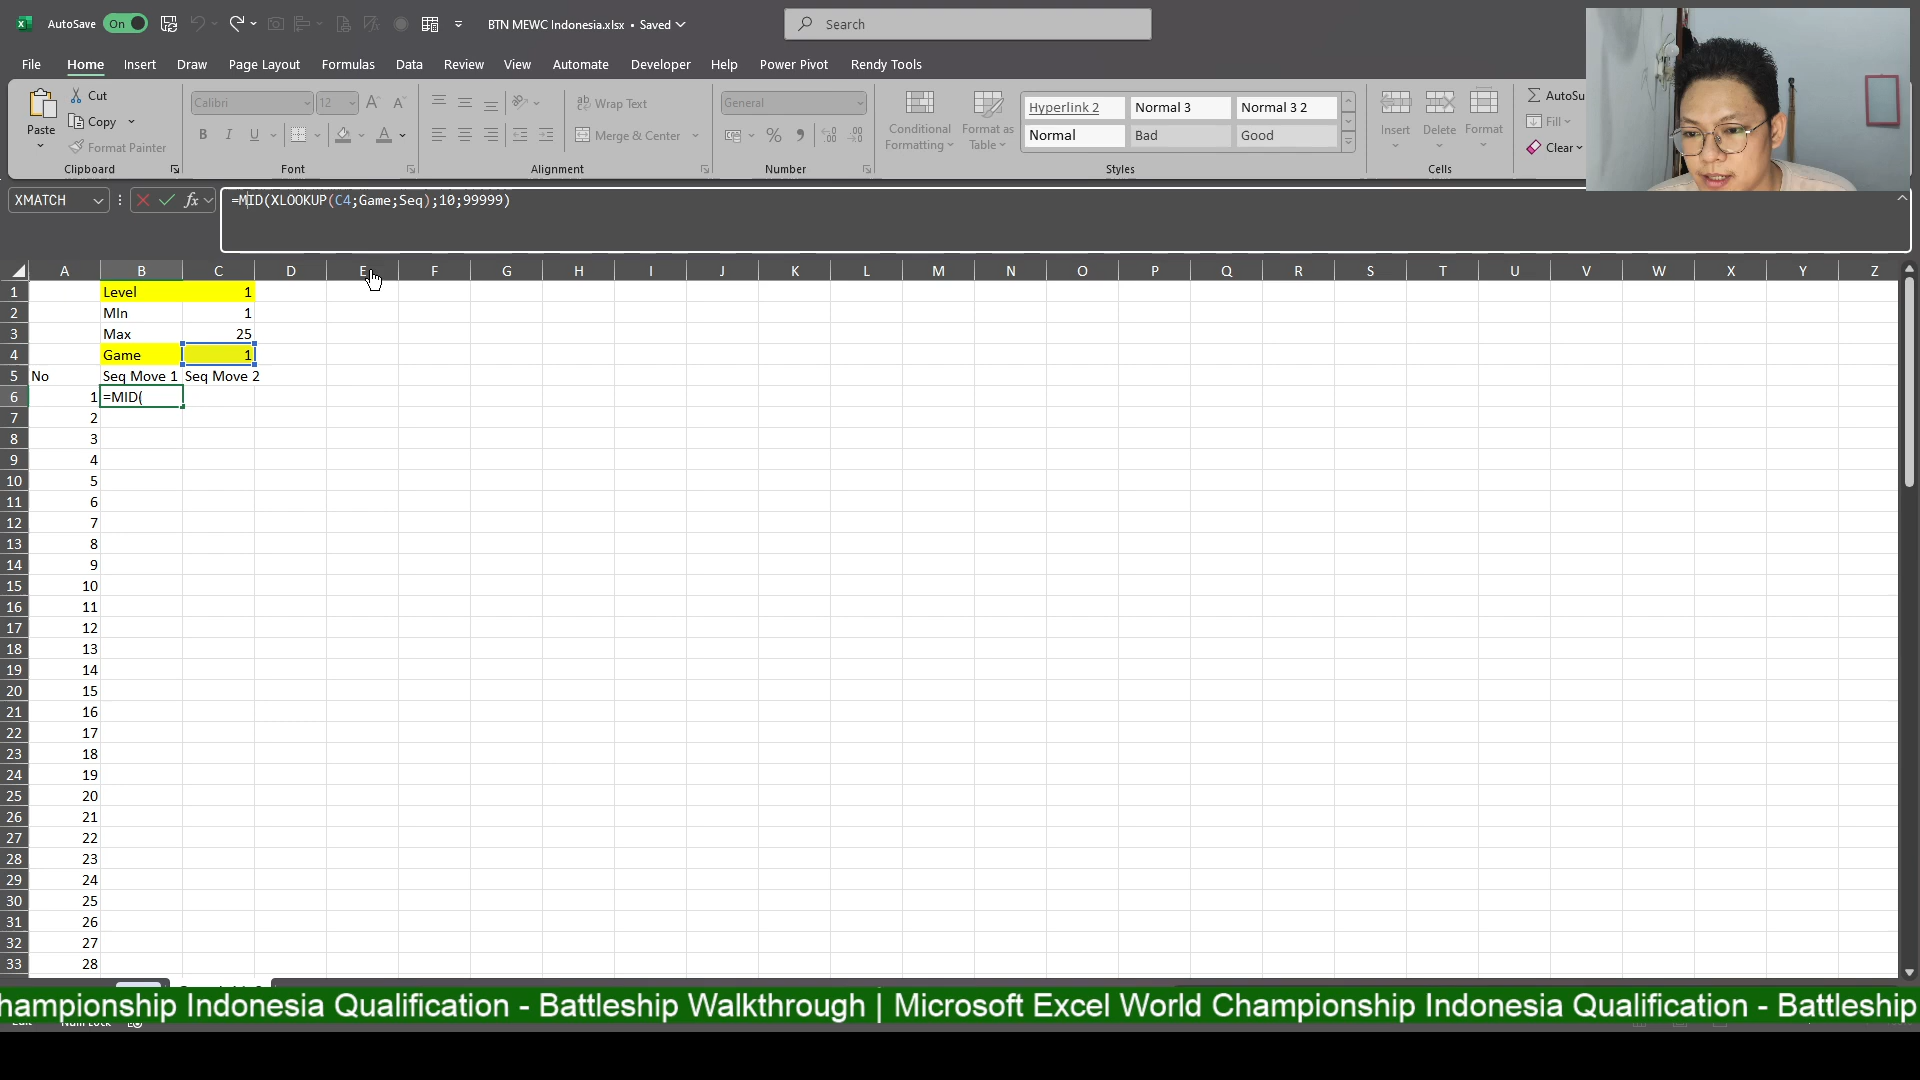 AutoSave On BTN MEWC Indonesia.xlsx • Saved Search
File Home Insert Draw Page Layout Formulas Data Review View Automate Developer Help Power Pivot Rendy Tools
Paste Cut Copy Format Painter
Clipboard
Calibri 12
B I U
Font
Wrap Text
Merge & Center
Alignment
General
Number
Conditional Formatting
Format as Table
Hyperlink 2 Normal 3 Normal 3 2
Normal Bad Good
Styles
Insert Delete Format
Cells
AutoSu
Fill
Clear
XMATCH fx =MID(XLOOKUP(C4;Game;Seq);10;99999)
A B C D E F G H I J K L M N O P Q R S T U V W X Y Z
1 Level 1
2 MIn 1
3 Max 25
4 Game 1
5 No Seq Move 1 Seq Move 2
6 1 =MID(
7 2
8 3
9 4
10 5
11 6
12 7
13 8
14 9
15 10
16 11
17 12
18 13
19 14
20 15
21 16
22 17
23 18
24 19
25 20
26 21
27 22
28 23
29 24
30 25
31 26
32 27
33 28
hampionship Indonesia Qualification - Battleship Walkthrough | Microsoft Excel World Championship Indonesia Qualification - Battleship